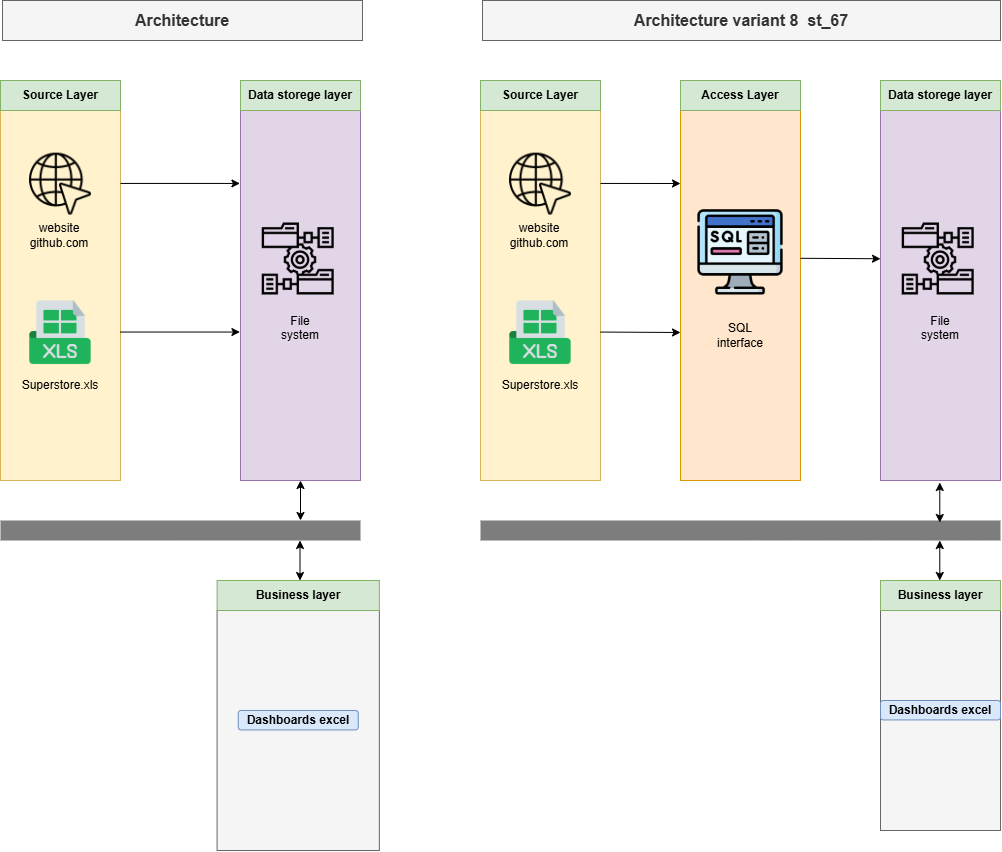 Architecture
Source Layer
Data storege layer
website
github.com
XLS
Superstore.xls
File
system
Business layer
Dashboards excel
Architecture variant 8  st_67
Source Layer
Access Layer
Data storege layer
website
github.com
XLS
Superstore.xls
SQL
SQL
interface
File
system
Business layer
Dashboards excel